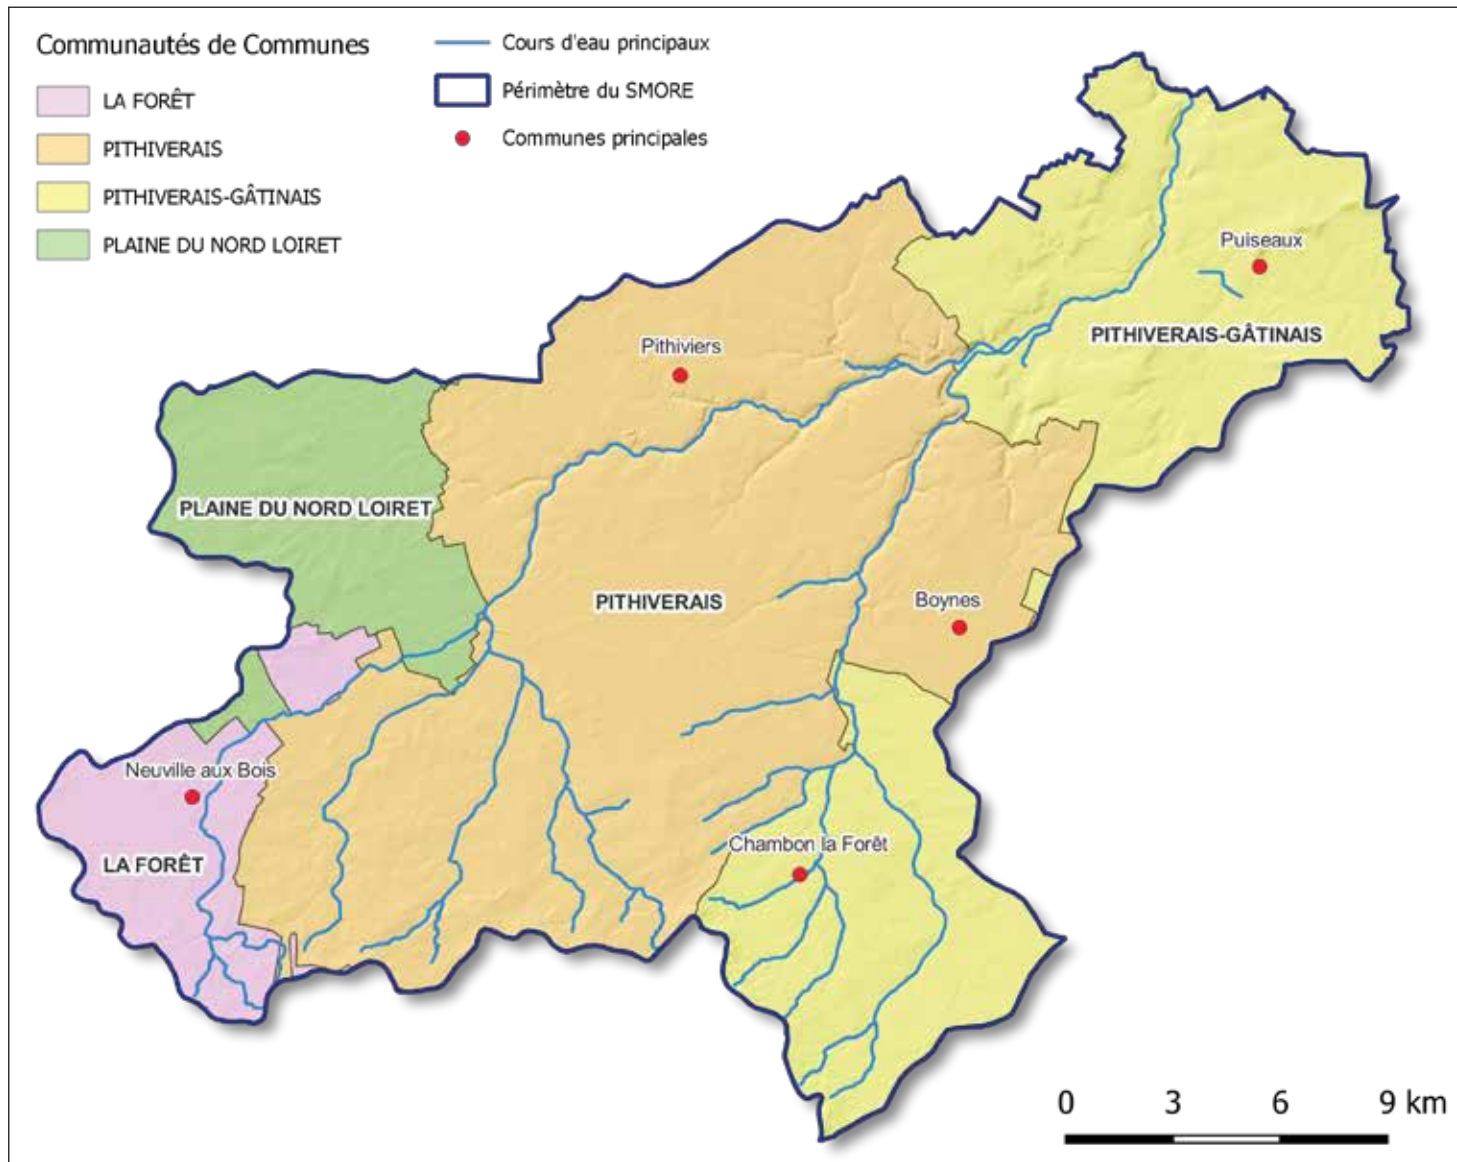 Communautés de Communes
LA FORÊT
PITHIVERAIS
PITHIVERAIS-GÂTINAIS
PLAINE DU NORD LOIRET
Cours d'eau principaux
Périmètre du SMORE
Communes principales
Puiseaux
PITHIVERAIS-GÂTINAIS
Pithiviers
PLAINE DU NORD LOIRET
PITHIVERAIS
Boynes
Neuville aux Bois
LA FORÊT
Chambon la Forêt
0 3 6 9 km